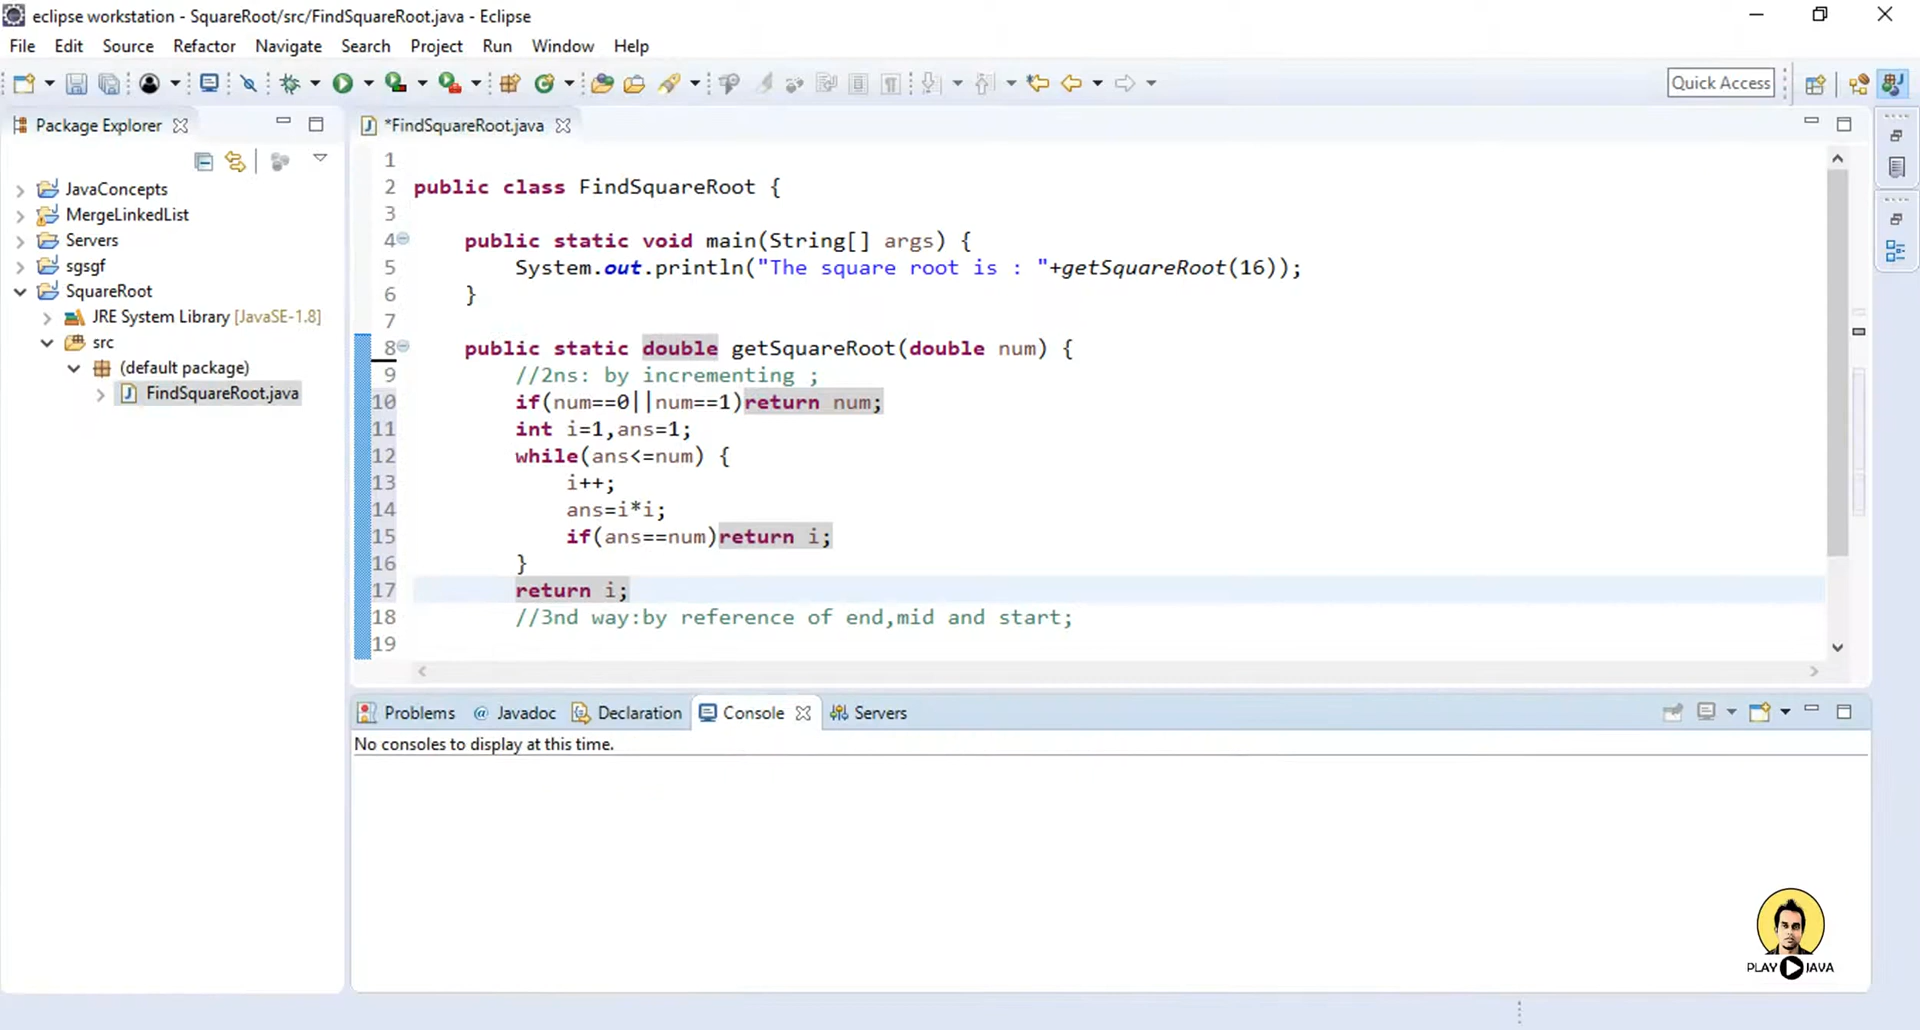 eclipse workstation - SquareRoot/src/FindSquareRoot.java - Eclipse
File Edit Source Refactor Navigate Search Project Run Window Help
Quick Access
Package Explorer
*FindSquareRoot.java
JavaConcepts
MergeLinkedList
Servers
sgsgf
SquareRoot
JRE System Library [JavaSE-1.8]
src
(default package)
FindSquareRoot.java
1
2 public class FindSquareRoot {
3
4 public static void main(String[] args) {
5 System.out.println("The square root is : "+getSquareRoot(16));
6 }
7
8 public static double getSquareRoot(double num) {
9 //2ns: by incrementing ;
10 if(num==0||num==1)return num;
11 int i=1,ans=1;
12 while(ans<=num) {
13 i++;
14 ans=i*i;
15 if(ans==num)return i;
16 }
17 return i;
18 //3nd way:by reference of end,mid and start;
19
Problems @ Javadoc Declaration Console Servers
No consoles to display at this time.
PLAY JAVA